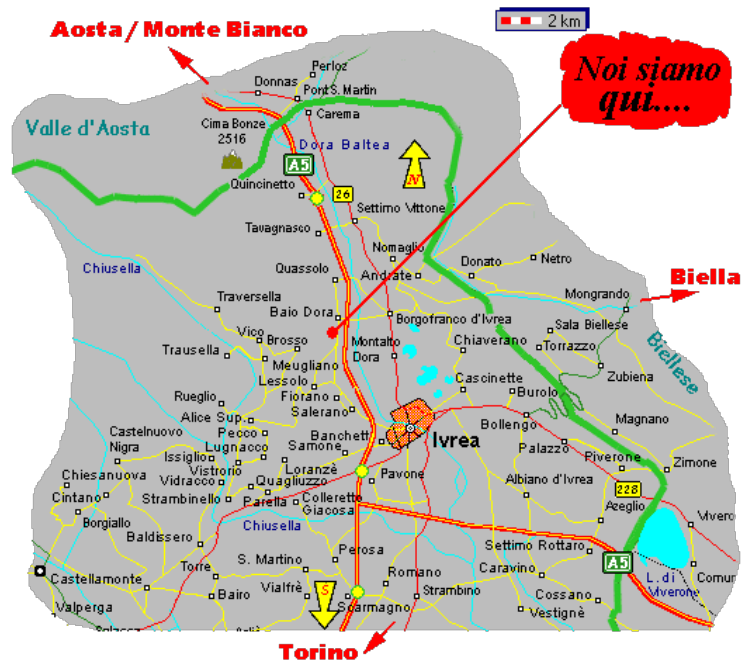 2 km
Aosta / Monte Bianco
Noi siamo
qui....
Perloz
Donnas
Pont S. Martin
Carema
Valle d'Aosta
Cima Bonze
2516
Dora Baltea
A5
N
Quincinetto
26
Settimo Vittone
Tavagnasco
Nomaglio
Netro
Donato
Chiusella
Quassolo
Andrate
Biella
Traversella
Mongrando
Baio Dora
Borgofranco d'Ivrea
Sala Biellese
Vico
Brosso
Montalto
Dora
Chiaverano
Torrazzo
Biellese
Trausella
Meugliano
Zubiena
Lessolo
Cascinette
Rueglio
Fiorano
Burolo
Alice Sup.
Salerano
Bollengo
Magnano
Castelnuovo
Nigra
Pecco
Banchett
Ivrea
Lugnacco
Samone
Palazzo
Issiglio
Piverone
Zimone
Chiesanuova
Vistrorio
Loranzè
Pavone
Vidracco
Quagliuzzo
Albiano d'Ivrea
228
Cintano
Strambinello
Parella
Colleretto
Giacosa
Azeglio
Borgiallo
Chiusella
Vivero
Baldissero
Perosa
Settimo Rottaro
A5
S. Martino
Torre
Romano
Caravino
L. di
Viverone
Comun
Castellamonte
Bairo
Vialfrè
S
Scarmagno
Strambino
Cossano
Vestignè
Valperga
Torino